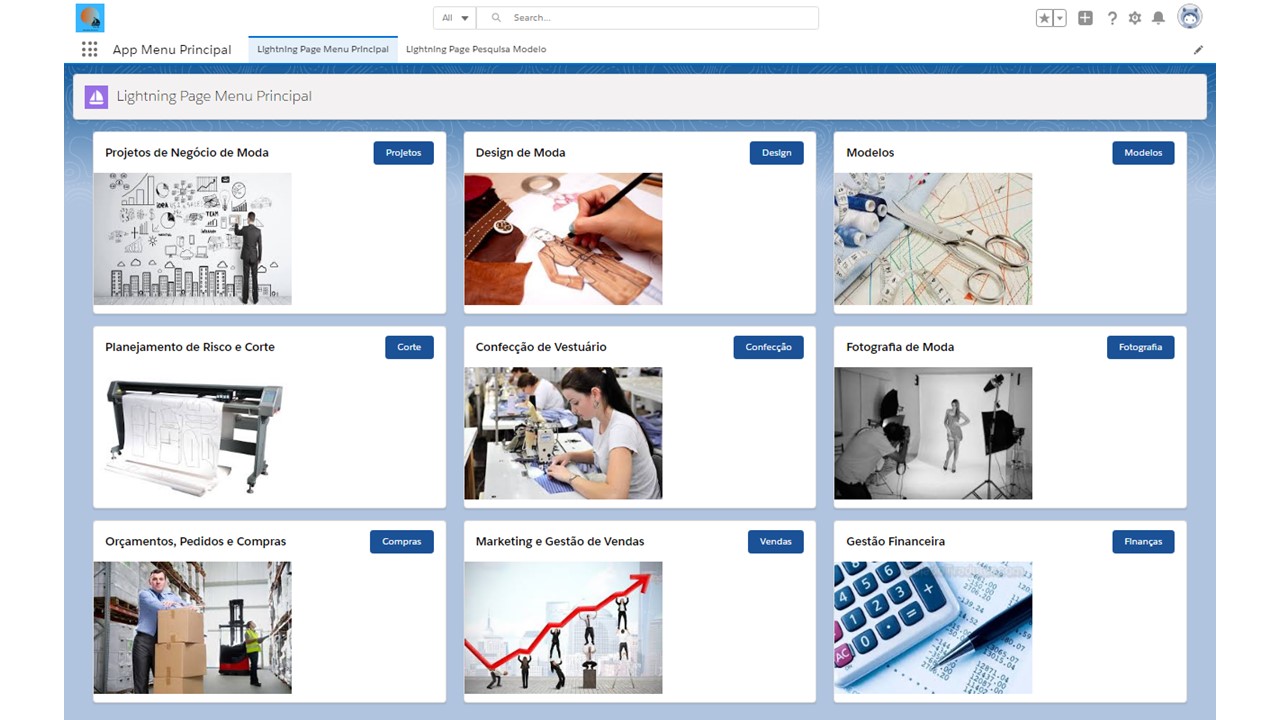 All
Search...
App Menu Principal
Lightning Page Menu Principal
Lightning Page Pesquisa Modelo
Lightning Page Menu Principal
Projetos de Negócio de Moda
Projetos
Design de Moda
Design
Modelos
Modelos
IDEA
TEAM
Planejamento de Risco e Corte
Corte
Confecção de Vestuário
Confecção
Fotografia de Moda
Fotografia
Orçamentos, Pedidos e Compras
Compras
Marketing e Gestão de Vendas
Vendas
Gestão Financeira
Finanças